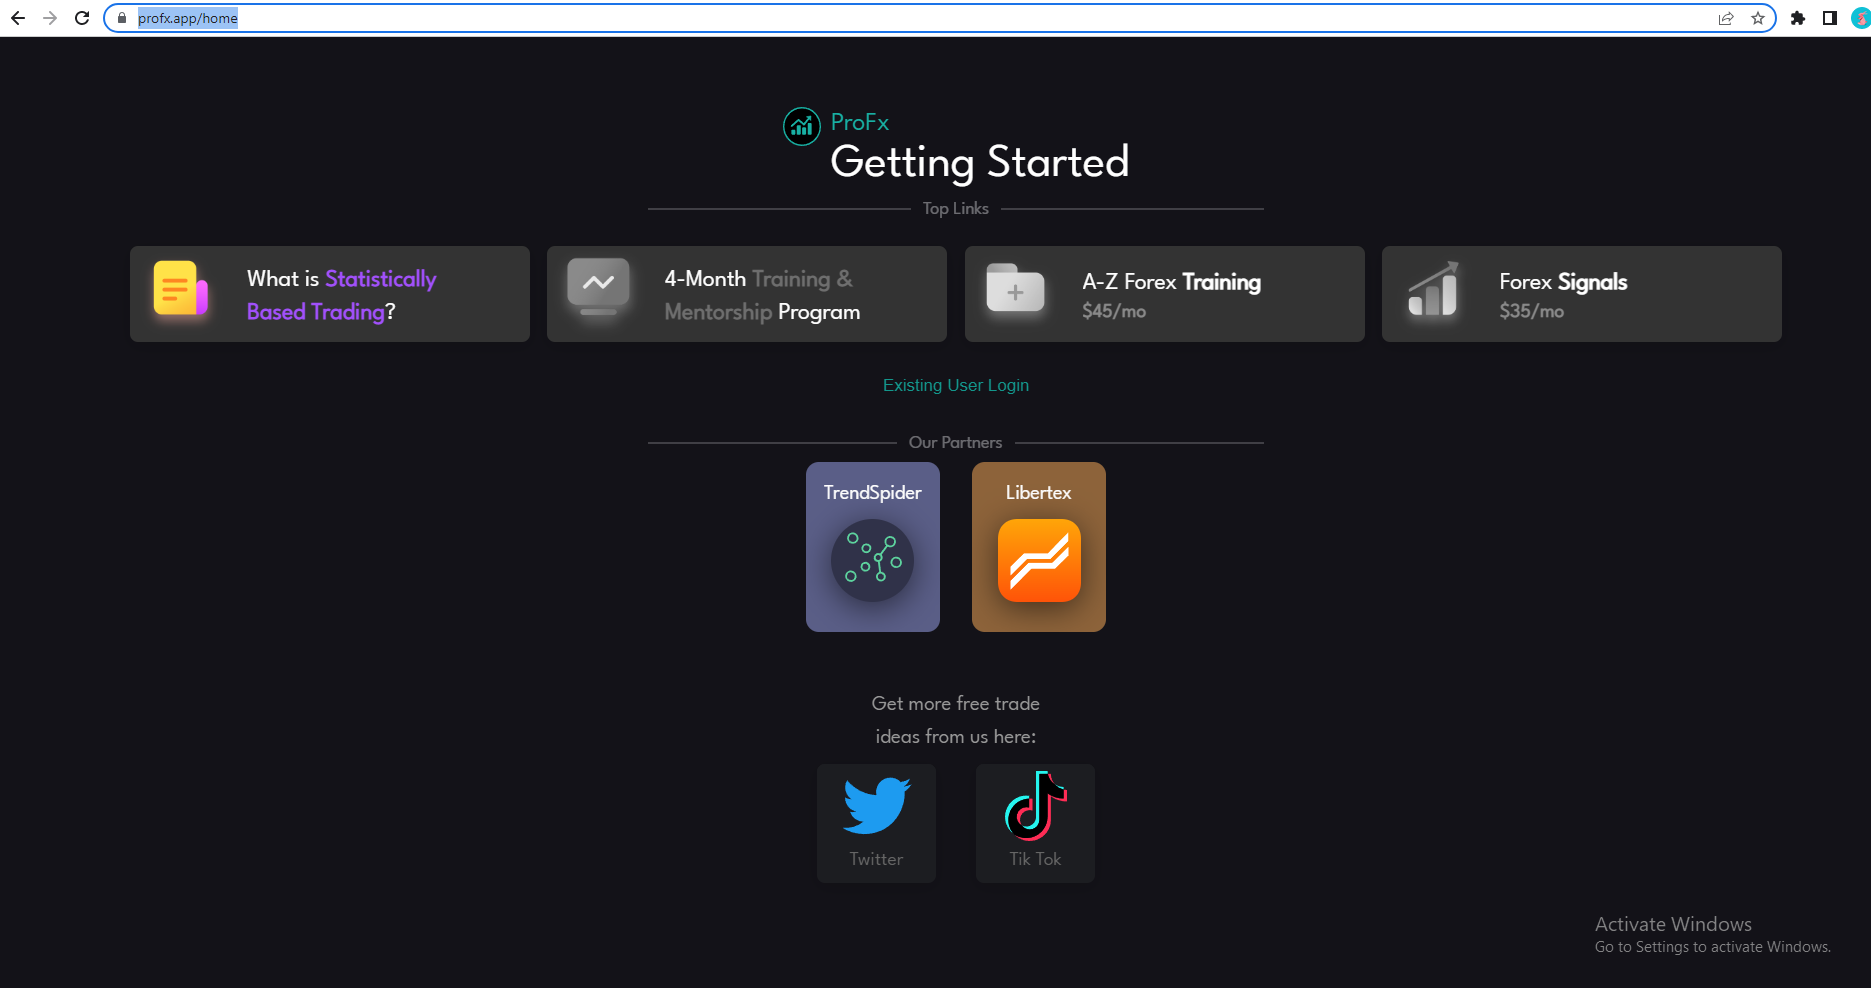 profx.app/home
ProFx
Getting Started
Top Links
What is Statistically
Based Trading?
4-Month Training &
Mentorship Program
A-Z Forex Training
$45/mo
Forex Signals
$35/mo
Existing User Login
Our Partners
TrendSpider
Libertex
Get more free trade
ideas from us here:
Twitter
Tik Tok
Activate Windows
Go to Settings to activate Windows.